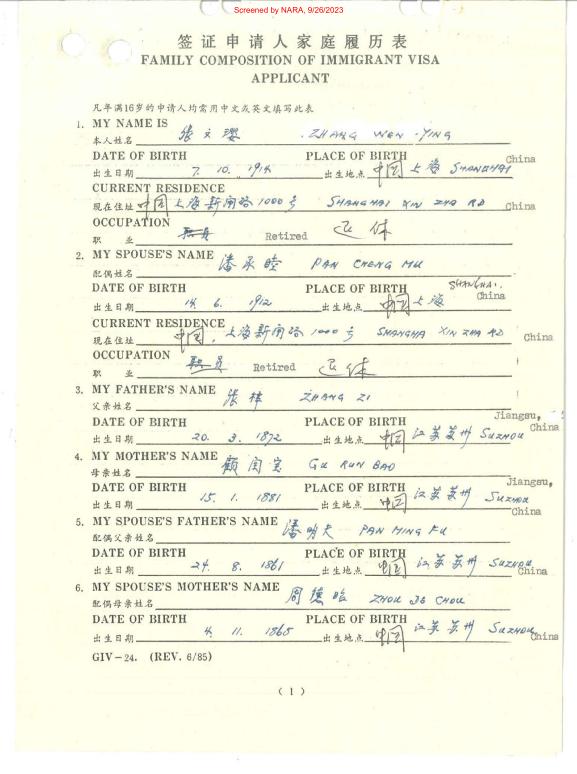 Screened by NARA, 9/26/2023
签证申请人家庭履历表
FAMILY COMPOSITION OF IMMIGRANT VISA
APPLICANT
凡年满16岁的申请人均需用中文或英文填写此表
1. MY NAME IS
本人姓名 張文瓔 ZHANG WEN-YING
DATE OF BIRTH PLACE OF BIRTH China
出生日期 7. 10. 1914 出生地点 中国上海 SHANGHAI
CURRENT RESIDENCE
现在住址 中国上海新闸路1000号 SHANGHAI XIN ZHA RD China
OCCUPATION
职 业 职员 Retired 退休
2. MY SPOUSE'S NAME
配偶姓名 潘承睦 PAN CHENG MU
DATE OF BIRTH PLACE OF BIRTH SHANGHAI. China
出生日期 14. 6. 1912 出生地点 中国上海
CURRENT RESIDENCE
现在住址 中国, 上海新闸路1000号 SHANGHA XIN ZHA RD China
OCCUPATION
职 业 职员 Retired 退休
3. MY FATHER'S NAME
父亲姓名 張梓 ZHANG ZI
DATE OF BIRTH PLACE OF BIRTH Jiangsu, China
出生日期 20. 3. 1872 出生地点 中国江苏苏州 SUZHOU
4. MY MOTHER'S NAME
母亲姓名 顾闰宝 GU RUN BAO
DATE OF BIRTH PLACE OF BIRTH Jiangsu,
出生日期 15. 1. 1881 出生地点 中国江苏苏州 SUZHOU China
5. MY SPOUSE'S FATHER'S NAME
配偶父亲姓名 潘明夫 PAN MING FU
DATE OF BIRTH PLACE OF BIRTH
出生日期 24. 8. 1861 出生地点 中国江苏苏州 SUZHOU China
6. MY SPOUSE'S MOTHER'S NAME
配偶母亲姓名 周德 ZHOU
DATE OF BIRTH PLACE OF BIRTH
出生日期 4. 11. 1865 出生地点 中国江苏苏州 SUZHOU China
GIV-24. (REV. 6/85)
( 1 )